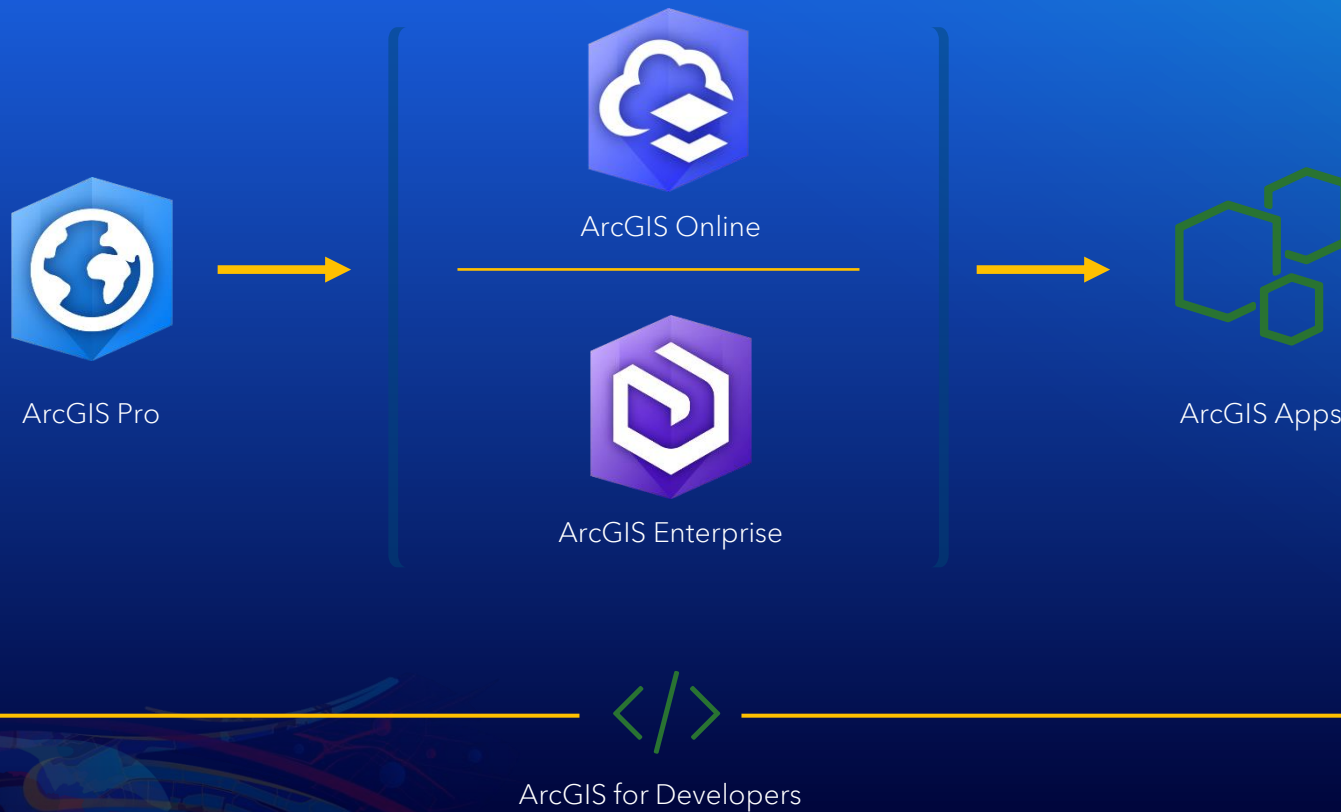 ArcGIS Online
ArcGIS Pro
ArcGIS Apps
ArcGIS Enterprise
ArcGIS for Developers